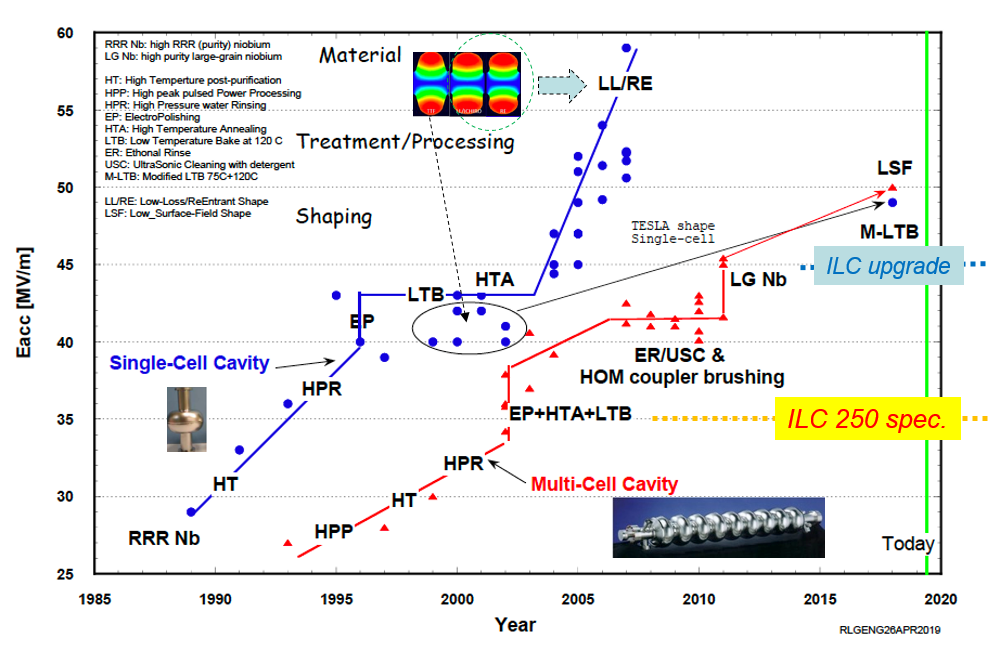 60
55
50
45
40
35
30
25
Eacc [MV/m]
1985
1990
1995
2000
2005
2010
2015
2020
Year
RRR Nb: high RRR (purity) niobium
LG Nb: high purity large-grain niobium
HT: High Temperture post-purification
HPP: High peak pulsed Power Processing
HPR: High Pressure water Rinsing
EP: ElectroPolishing
HTA: High Temperature Annealing
LTB: Low Temperature Bake at 120 C
ER: Ethonal Rinse
USC: UltraSonic Cleaning with detergent
M-LTB: Modified LTB 75C+120C
LL/RE: Low-Loss/ReEntrant Shape
LSF: Low_Surface-Field Shape
Material
Treatment/Processing
Shaping
LL/RE
LSF
M-LTB
TESLA shape
Single-cell
ILC upgrade
LG Nb
HTA
LTB
EP
Single-Cell Cavity
HPR
HT
RRR Nb
ER/USC &
HOM coupler brushing
EP+HTA+LTB
ILC 250 spec.
HPR
Multi-Cell Cavity
HT
HPP
Today
RLGENG26APR2019